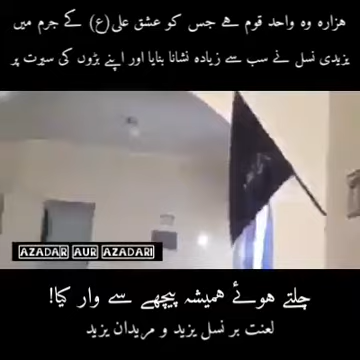 ہزارہ وہ واحد قوم ہے جس کو عشق علی(ع) کے جرم میں
یزیدی نسل نے سب سے زیادہ نشانا بنایا اور اپنے بڑوں کی سیرت پر
AZADAR AUR AZADARI
چلتے ہوئے ہمیشہ پیچھے سے وار کیا!
لعنت بر نسل یزید و مریدان یزید